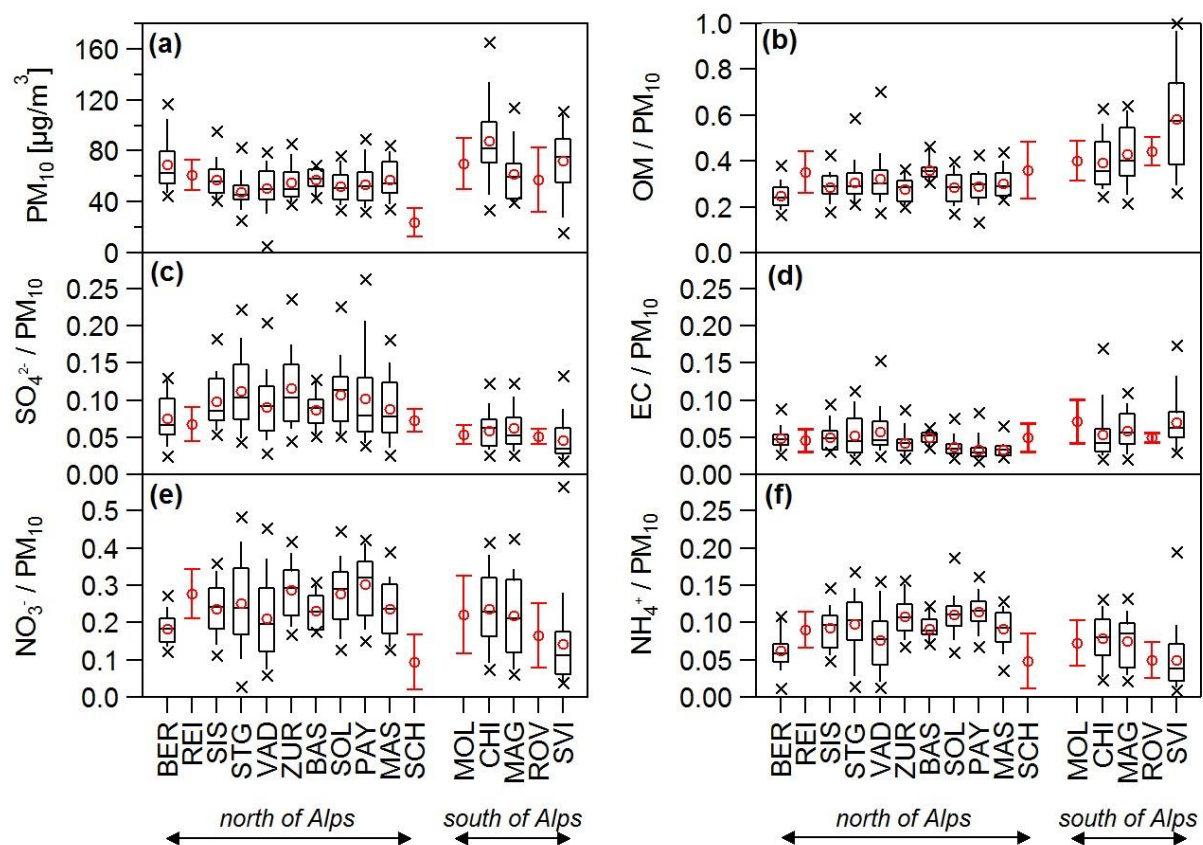 (a)
PM₁₀ [µg/m³]
160
120
80
40
0
(b)
OM / PM₁₀
1.0
0.8
0.6
0.4
0.2
0.0
(c)
SO₄²⁻ / PM₁₀
0.25
0.20
0.15
0.10
0.05
0.00
(d)
EC / PM₁₀
0.25
0.20
0.15
0.10
0.05
0.00
(e)
NO₃⁻ / PM₁₀
0.5
0.4
0.3
0.2
0.1
0.0
(f)
NH₄⁺ / PM₁₀
0.25
0.20
0.15
0.10
0.05
0.00
BER REI SIS STG VAD ZUR BAS SOL PAY MAS SCH MOL CHI MAG ROV SVI
north of Alps south of Alps
BER REI SIS STG VAD ZUR BAS SOL PAY MAS SCH MOL CHI MAG ROV SVI
north of Alps south of Alps